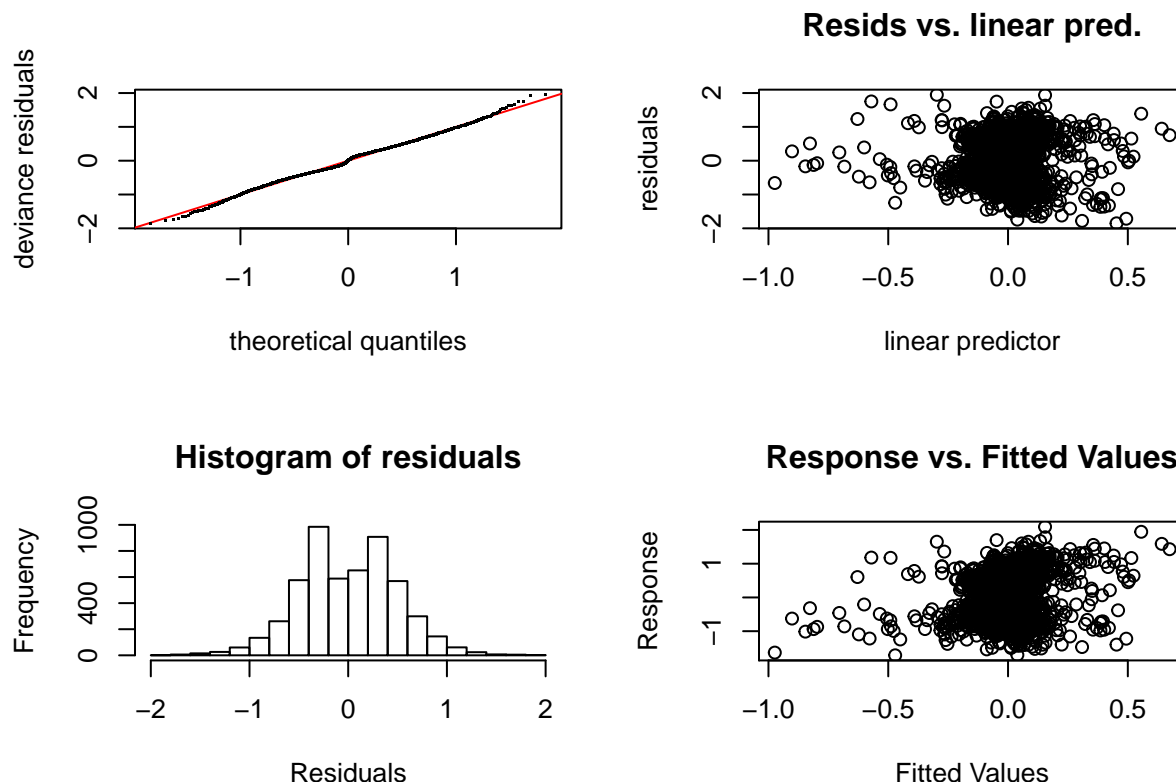 deviance residuals
2
0
−2
−1
0
1
theoretical quantiles
Resids vs. linear pred.
residuals
2
0
−2
−1.0
−0.5
0.0
0.5
linear predictor
Histogram of residuals
Frequency
1000
400
0
−2
−1
0
1
2
Residuals
Response vs. Fitted Values
Response
1
−1
−1.0
−0.5
0.0
0.5
Fitted Values